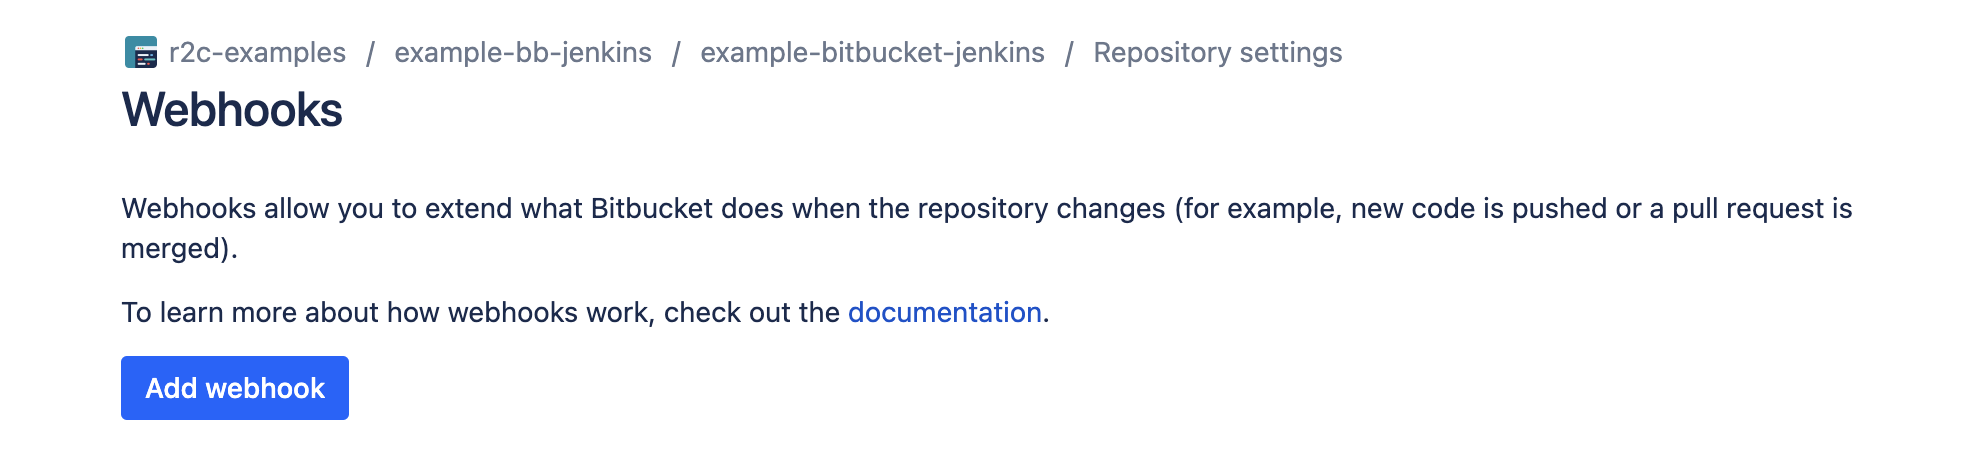 r2c-examples / example-bb-jenkins / example-bitbucket-jenkins / Repository settings
Webhooks
Webhooks allow you to extend what Bitbucket does when the repository changes (for example, new code is pushed or a pull request is
merged).
To learn more about how webhooks work, check out the documentation.
Add webhook